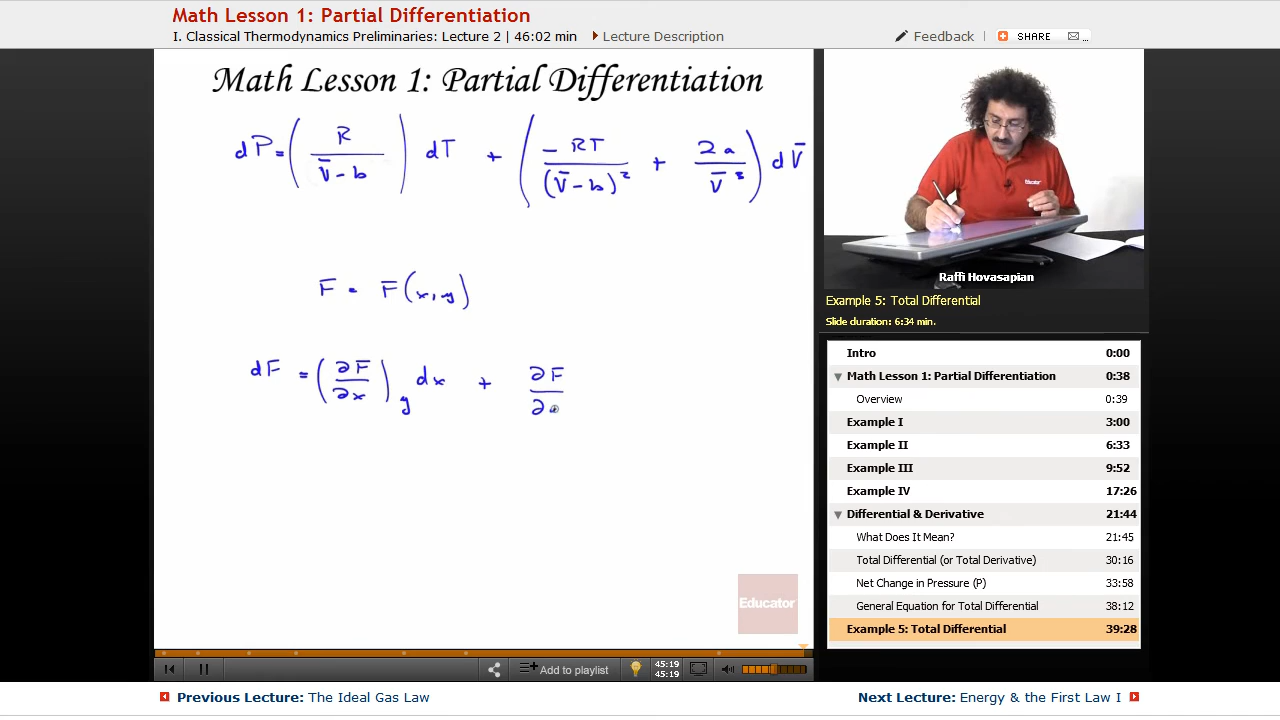 Math Lesson 1: Partial Differentiation
I. Classical Thermodynamics Preliminaries: Lecture 2 | 46:02 min
Lecture Description
Feedback
SHARE
Math Lesson 1: Partial Differentiation
dP = (R / (V̄ - b)) dT + (-RT / (V̄ - b)² + 2a / V̄³) dV̄
F = F(x, y)
dF = (∂F / ∂x)y dx + ∂F / ∂
Educator
Educator
Raffi Hovasapian
Example 5: Total Differential
Slide duration: 6:34 min.
Intro 0:00
Math Lesson 1: Partial Differentiation 0:38
Overview 0:39
Example I 3:00
Example II 6:33
Example III 9:52
Example IV 17:26
Differential & Derivative 21:44
What Does It Mean? 21:45
Total Differential (or Total Derivative) 30:16
Net Change in Pressure (P) 33:58
General Equation for Total Differential 38:12
Example 5: Total Differential 39:28
Add to playlist
45:19
45:19
Previous Lecture: The Ideal Gas Law
Next Lecture: Energy & the First Law I